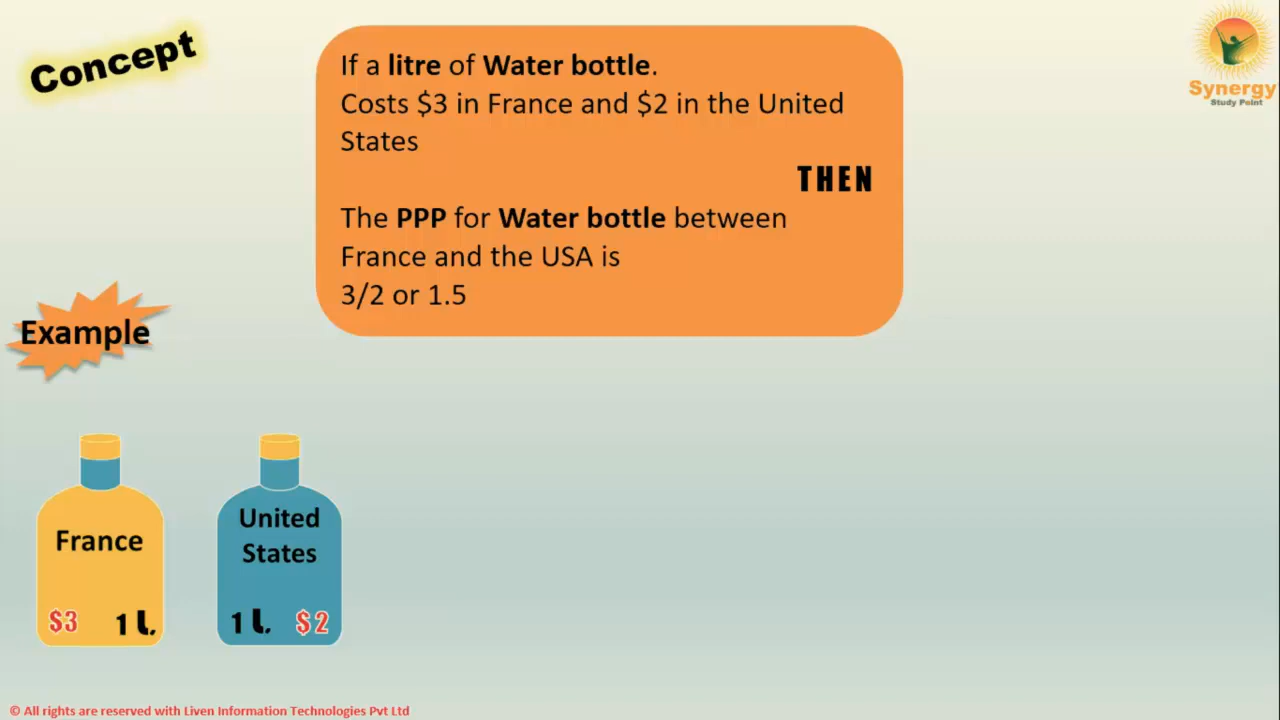 Concept
If a litre of Water bottle.
Costs $3 in France and $2 in the United
States
THEN
The PPP for Water bottle between
France and the USA is
3/2 or 1.5
Synergy
Study Point
Example
France
$3 1 L.
United
States
1 L. $2
© All rights are reserved with Liven Information Technologies Pvt Ltd